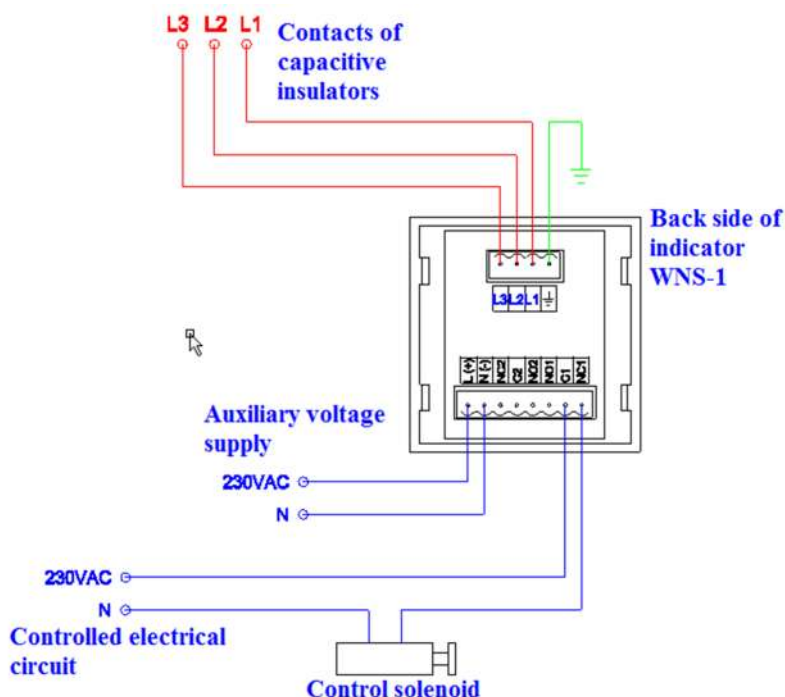 L3 L2 L1
Contacts of
capacitive
insulators
Back side of
indicator
WNS-1
L3 L2 L1
L (+) N (-) NC2 C2 NO2 NO1 C1 NC1
Auxiliary voltage
supply
230VAC
N
230VAC
N
Controlled electrical
circuit
Control solenoid